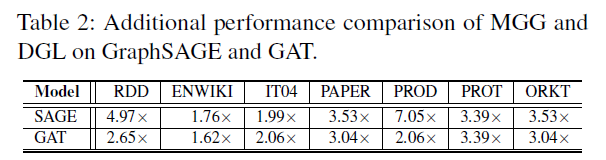 Table 2: Additional performance comparison of MGG and
DGL on GraphSAGE and GAT.
Model RDD ENWIKI IT04 PAPER PROD PROT ORKT
SAGE 4.97× 1.76× 1.99× 3.53× 7.05× 3.39× 3.53×
GAT 2.65× 1.62× 2.06× 3.04× 2.06× 3.39× 3.04×